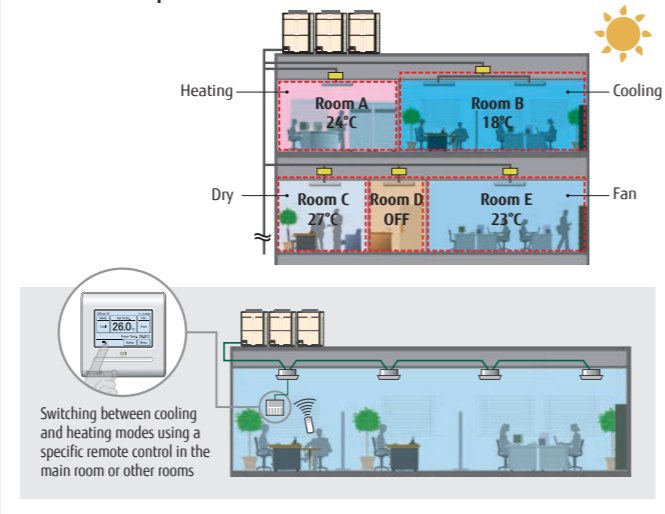 Heating
Room A
24°C
Room B
18°C
Cooling
Dry
Room C
27°C
Room D
OFF
Room E
23°C
Fan
26.0
Switching between cooling
and heating modes using a
specific remote control in the
main room or other rooms